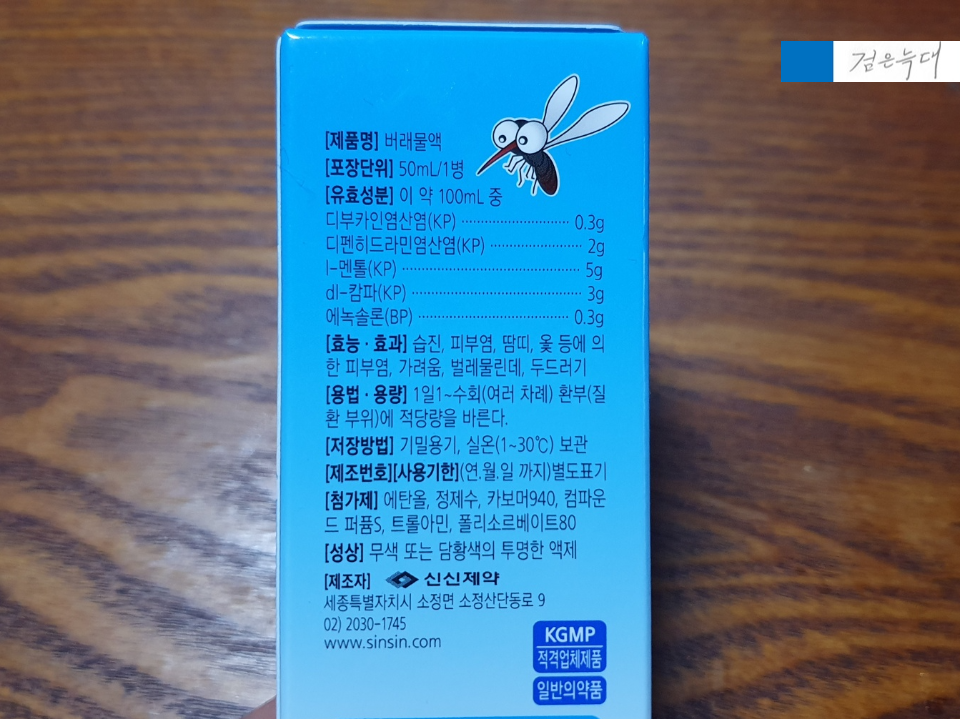 검은늑대
[제품명] 버래물액
[포장단위] 50mL/1병
[유효성분] 이 약 100mL 중
디부카인염산염(KP) ·························· 0.3g
디펜히드라민염산염(KP) ························ 2g
l-멘톨(KP) ············································ 5g
dl-캄파(KP) ·········································· 3g
에녹솔론(BP) ······································ 0.3g
[효능·효과] 습진, 피부염, 땀띠, 옻 등에 의
한 피부염, 가려움, 벌레물린데, 두드러기
[용법·용량] 1일1~수회(여러 차례) 환부(질
환 부위)에 적당량을 바른다.
[저장방법] 기밀용기, 실온(1~30℃) 보관
[제조번호][사용기한](연.월.일 까지)별도표기
[첨가제] 에탄올, 정제수, 카보머940, 컴파운
드 퍼퓸S, 트롤아민, 폴리소르베이트80
[성상] 무색 또는 담황색의 투명한 액제
[제조자] 신신제약
세종특별자치시 소정면 소정산단동로 9
02) 2030-1745
www.sinsin.com
KGMP
적격업체제품
일반의약품